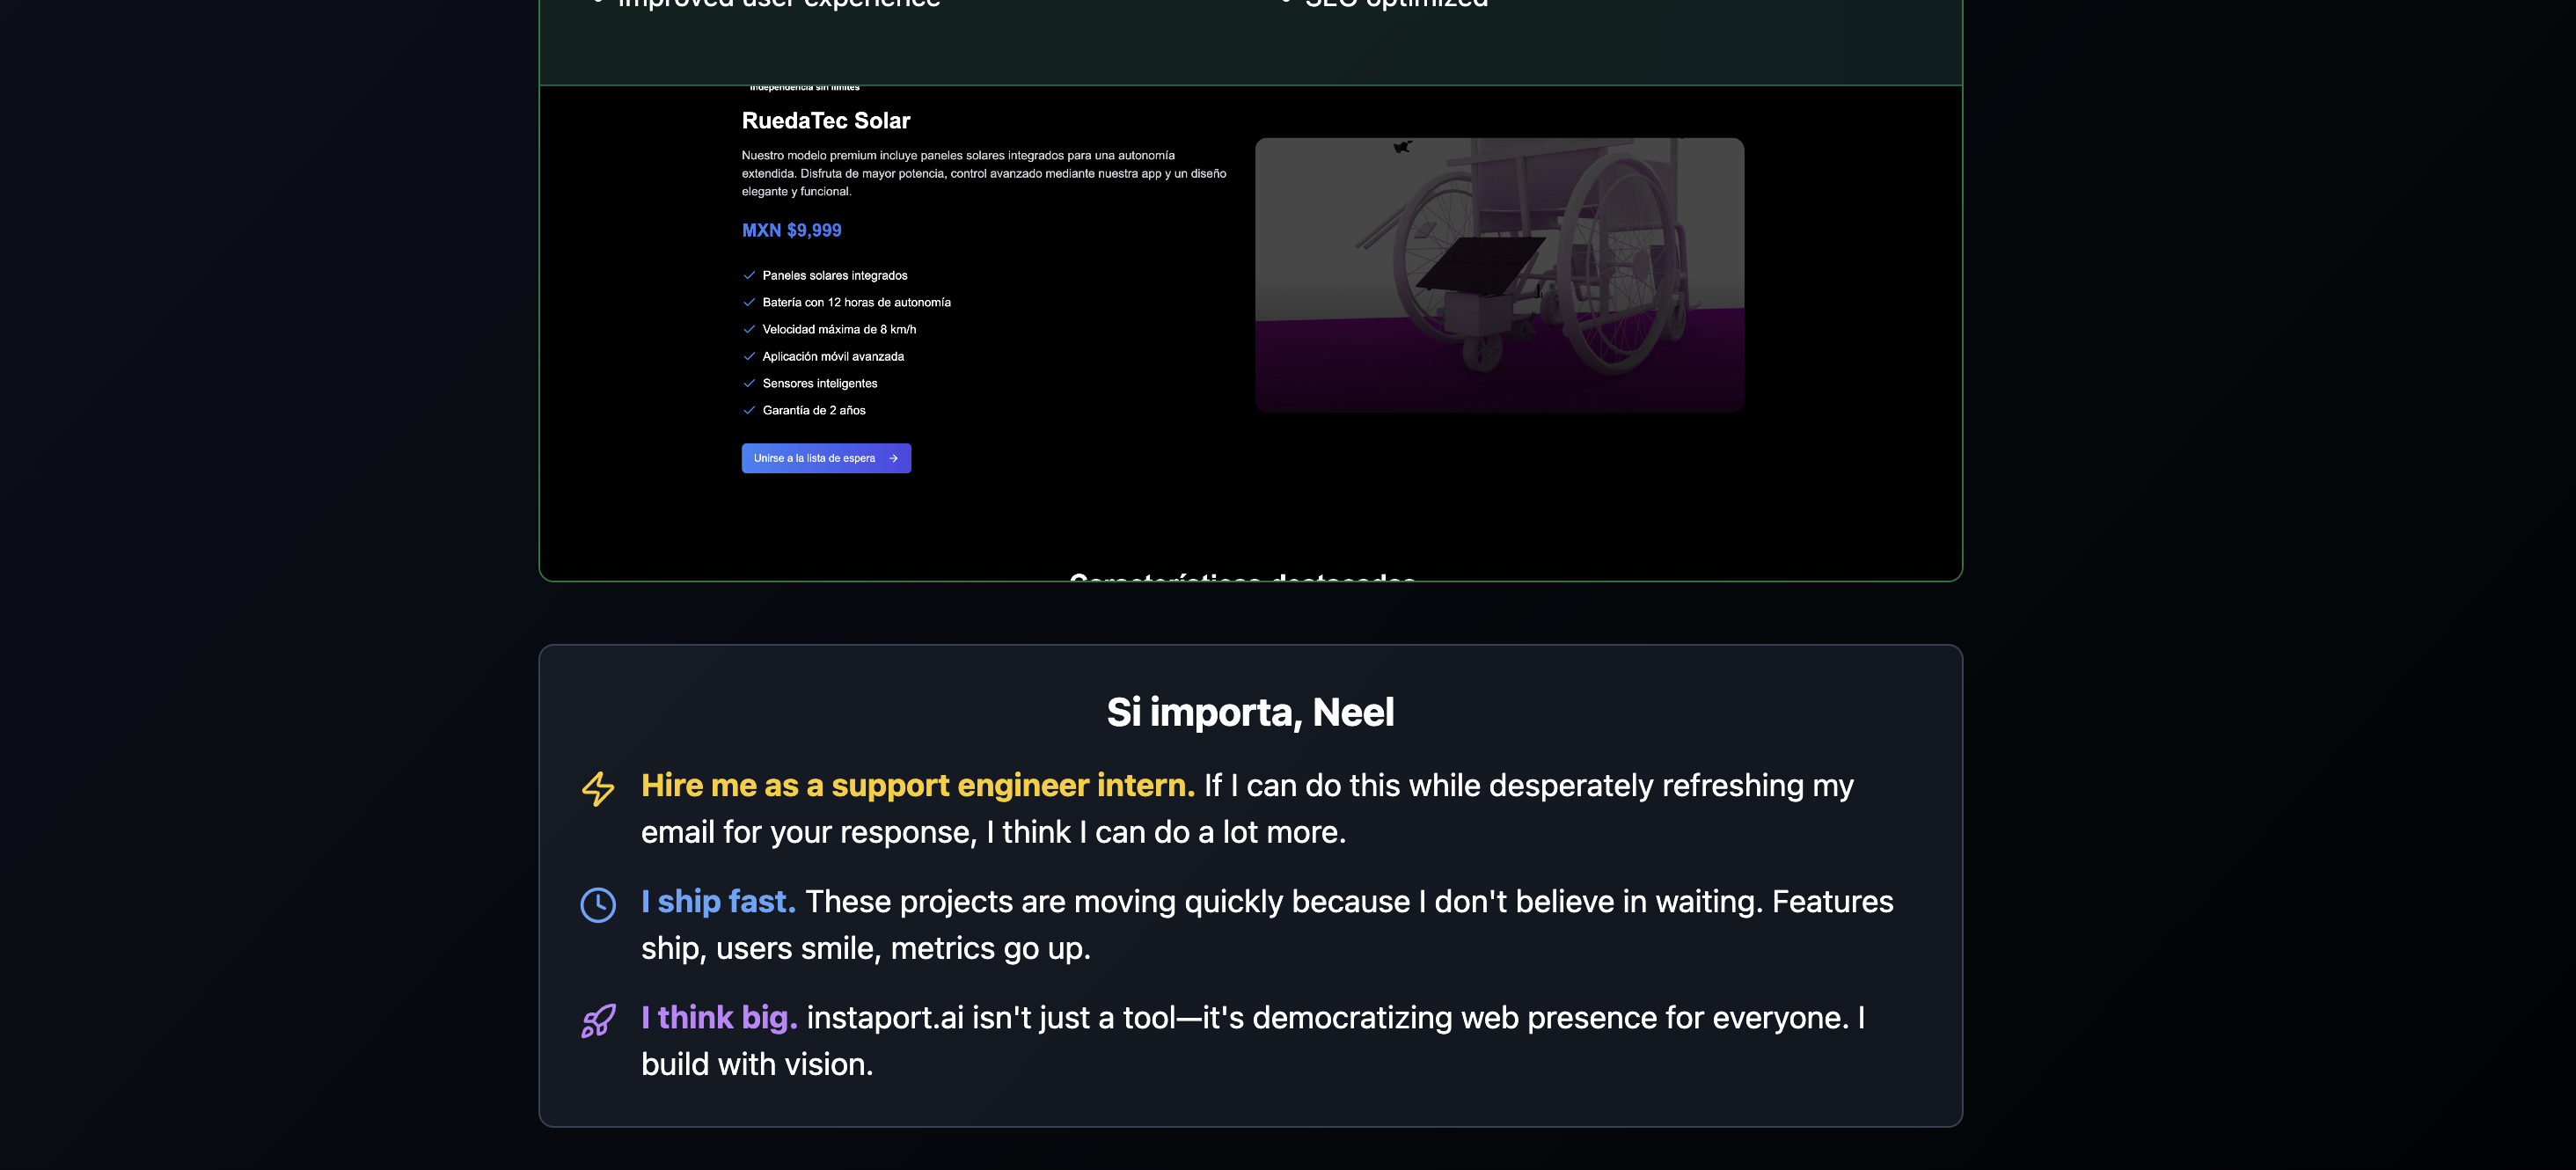 Improved user experience
SEO optimized
Independencia sin límites
RuedaTec Solar
Nuestro modelo premium incluye paneles solares integrados para una autonomía
extendida. Disfruta de mayor potencia, control avanzado mediante nuestra app y un diseño
elegante y funcional.
MXN $9,999
Paneles solares integrados
Batería con 12 horas de autonomía
Velocidad máxima de 8 km/h
Aplicación móvil avanzada
Sensores inteligentes
Garantía de 2 años
Unirse a la lista de espera
Características destacadas
Si importa, Neel
Hire me as a support engineer intern. If I can do this while desperately refreshing my
email for your response, I think I can do a lot more.
I ship fast. These projects are moving quickly because I don't believe in waiting. Features
ship, users smile, metrics go up.
I think big. instaport.ai isn't just a tool—it's democratizing web presence for everyone. I
build with vision.